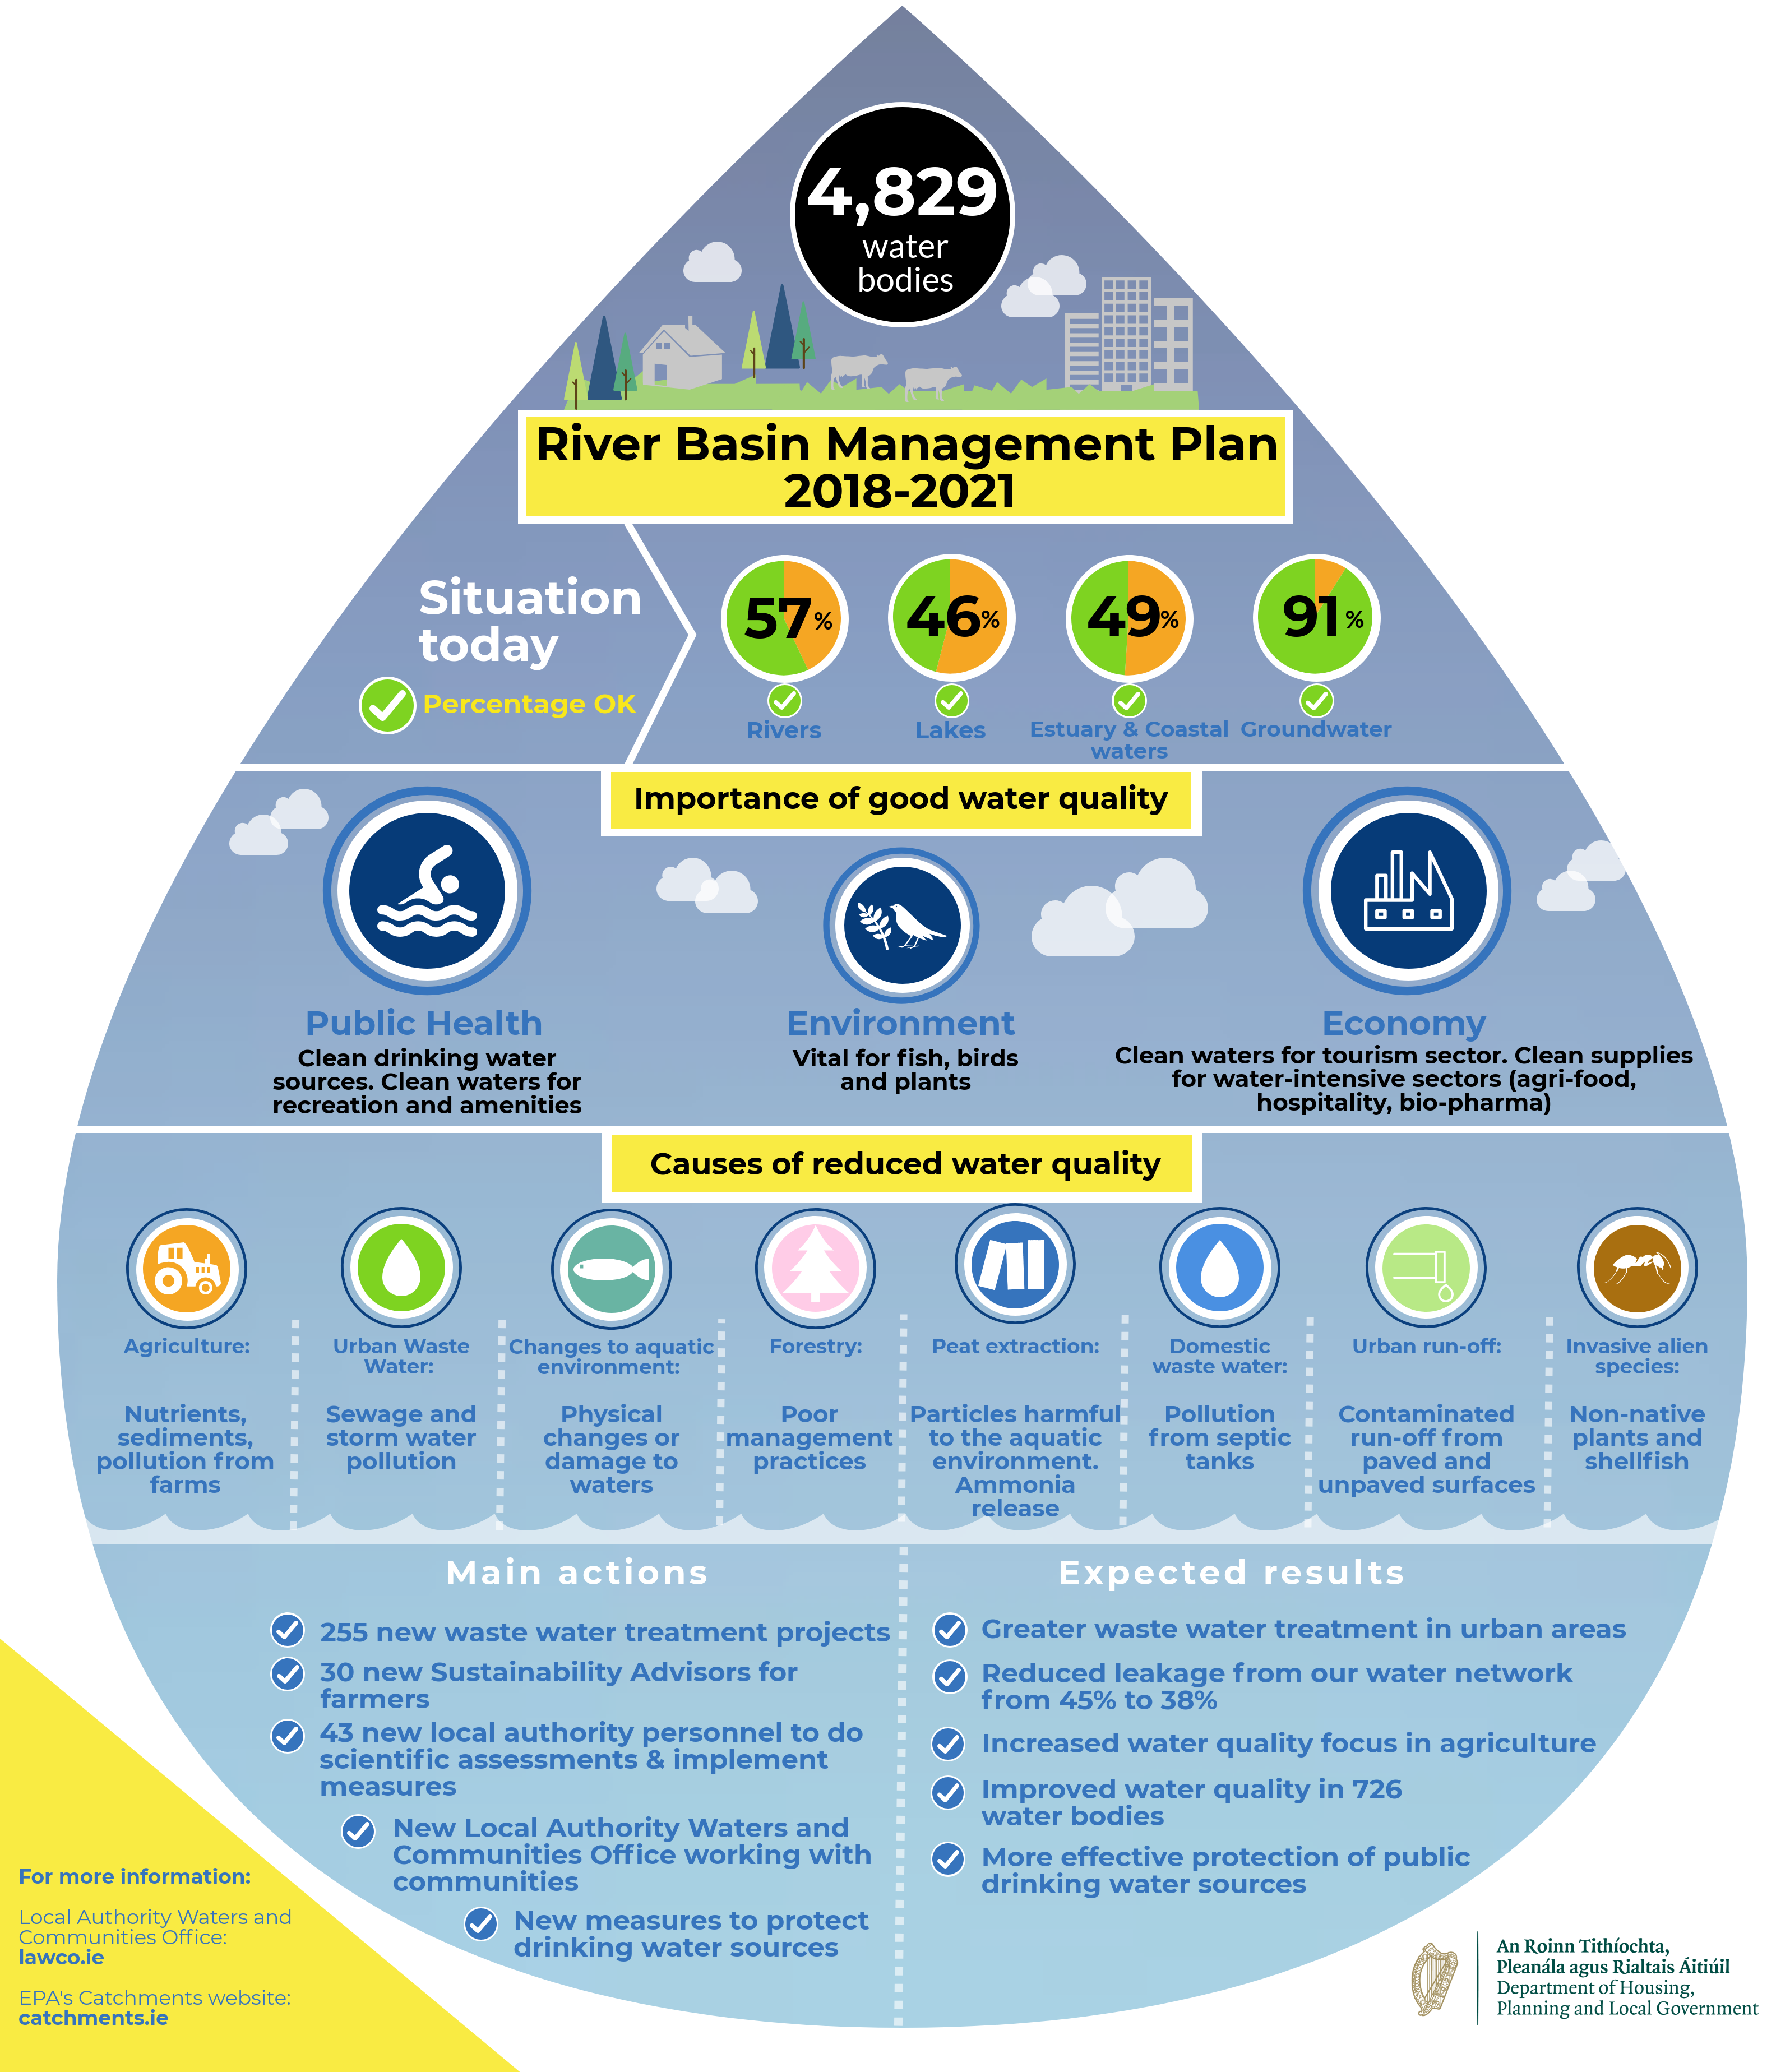 4,829
water
bodies
River Basin Management Plan
2018-2021
Situation
today
Percentage OK
57%
46%
49%
91%
Rivers
Lakes
Estuary & Coastal
waters
Groundwater
Importance of good water quality
Public Health
Clean drinking water
sources. Clean waters for
recreation and amenities
Environment
Vital for fish, birds
and plants
Economy
Clean waters for tourism sector. Clean supplies
for water-intensive sectors (agri-food,
hospitality, bio-pharma)
Causes of reduced water quality
Agriculture:
Nutrients,
sediments,
pollution from
farms
Urban Waste
Water:
Sewage and
storm water
pollution
Changes to aquatic
environment:
Physical
changes or
damage to
waters
Forestry:
Poor
management
practices
Peat extraction:
Particles harmful
to the aquatic
environment.
Ammonia
release
Domestic
waste water:
Pollution
from septic
tanks
Urban run-off:
Contaminated
run-off from
paved and
unpaved surfaces
Invasive alien
species:
Non-native
plants and
shellfish
Main actions
255 new waste water treatment projects
30 new Sustainability Advisors for
farmers
43 new local authority personnel to do
scientific assessments & implement
measures
New Local Authority Waters and
Communities Office working with
communities
New measures to protect
drinking water sources
Expected results
Greater waste water treatment in urban areas
Reduced leakage from our water network
from 45% to 38%
Increased water quality focus in agriculture
Improved water quality in 726
water bodies
More effective protection of public
drinking water sources
For more information:
Local Authority Waters and
Communities Office:
lawco.ie
EPA's Catchments website:
catchments.ie
An Roinn Tithíochta,
Pleanála agus Rialtais Áitiúil
Department of Housing,
Planning and Local Government